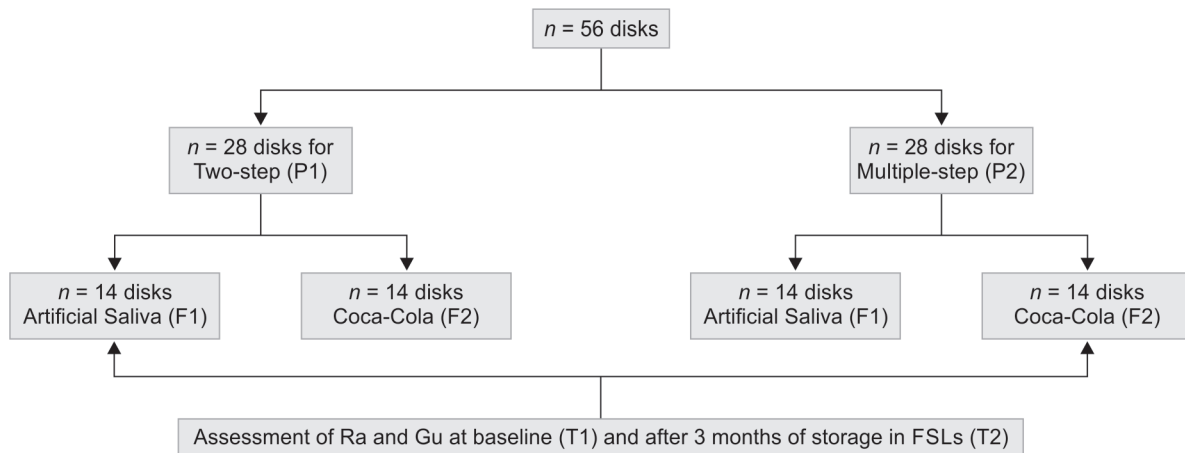 n = 56 disks
n = 28 disks for
Two-step (P1)
n = 28 disks for
Multiple-step (P2)
n = 14 disks
Artificial Saliva (F1)
n = 14 disks
Coca-Cola (F2)
n = 14 disks
Artificial Saliva (F1)
n = 14 disks
Coca-Cola (F2)
Assessment of Ra and Gu at baseline (T1) and after 3 months of storage in FSLs (T2)